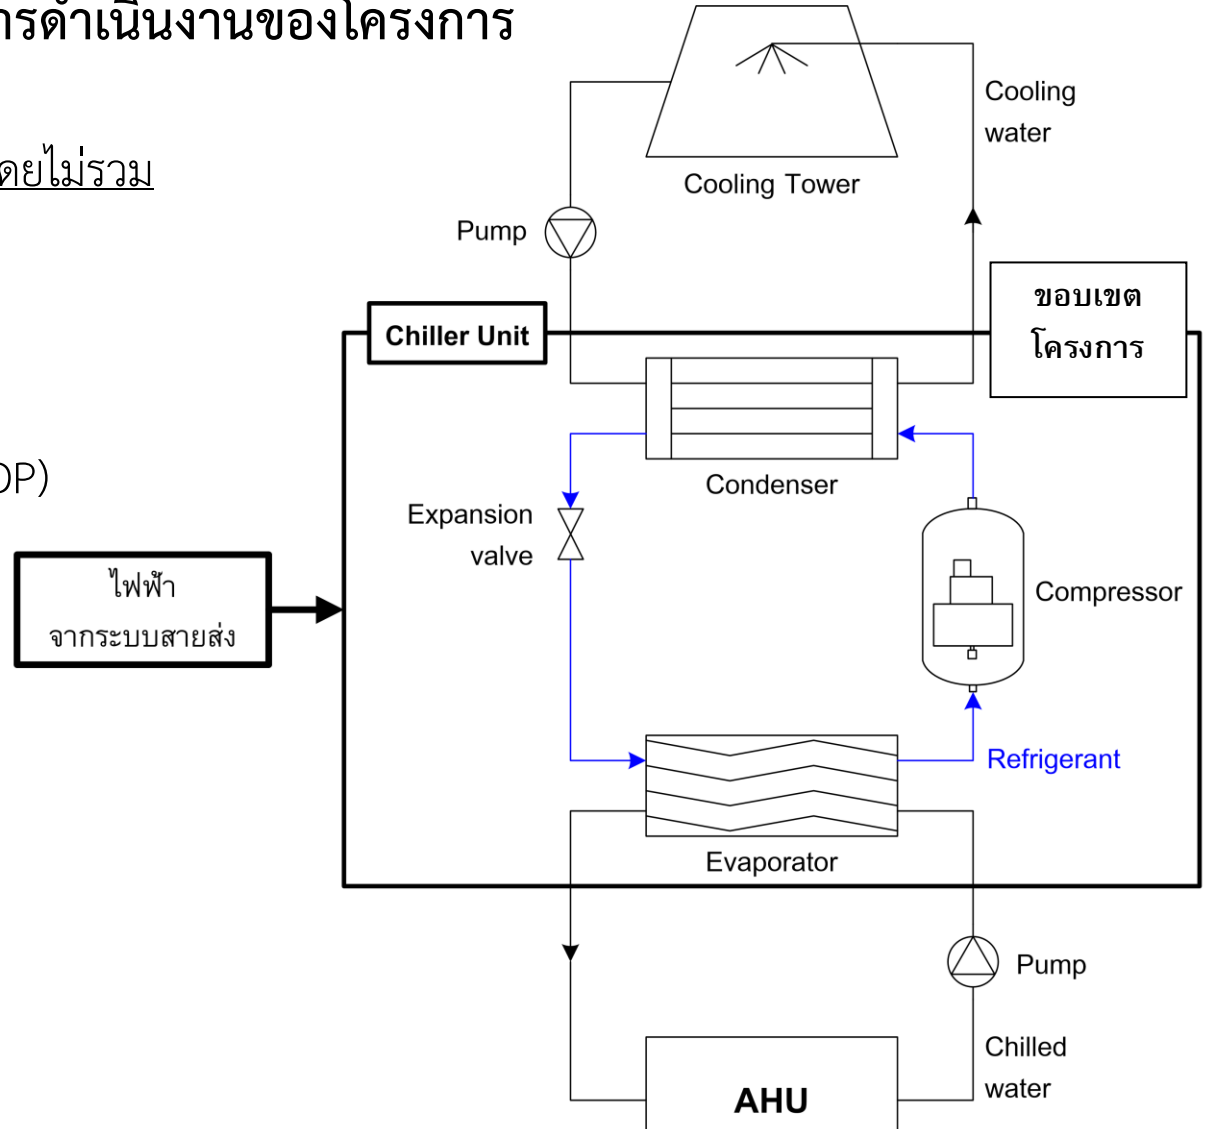 ารดำเนินงานของโครงการ
ดยไม่รวม
Cooling
water
Cooling Tower
Pump
ขอบเขต
โครงการ
Chiller Unit
Condenser
DP)
Expansion
valve
ไฟฟ้า
จากระบบสายส่ง
Compressor
Refrigerant
Evaporator
Pump
Chilled
water
AHU